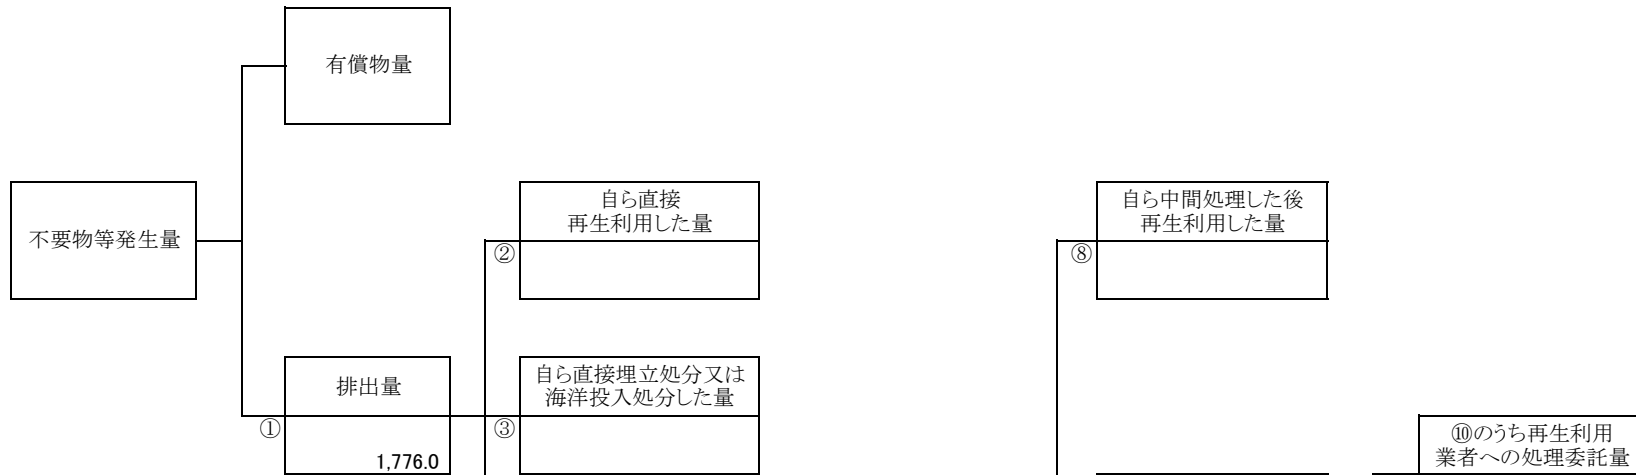 有償物量
不要物等発生量
自ら直接
再生利用した量
②
自ら中間処理した後
再生利用した量
⑧
排出量
①
1,776.0
自ら直接埋立処分又は
海洋投入処分した量
③
⑩のうち再生利用
業者への処理委託量